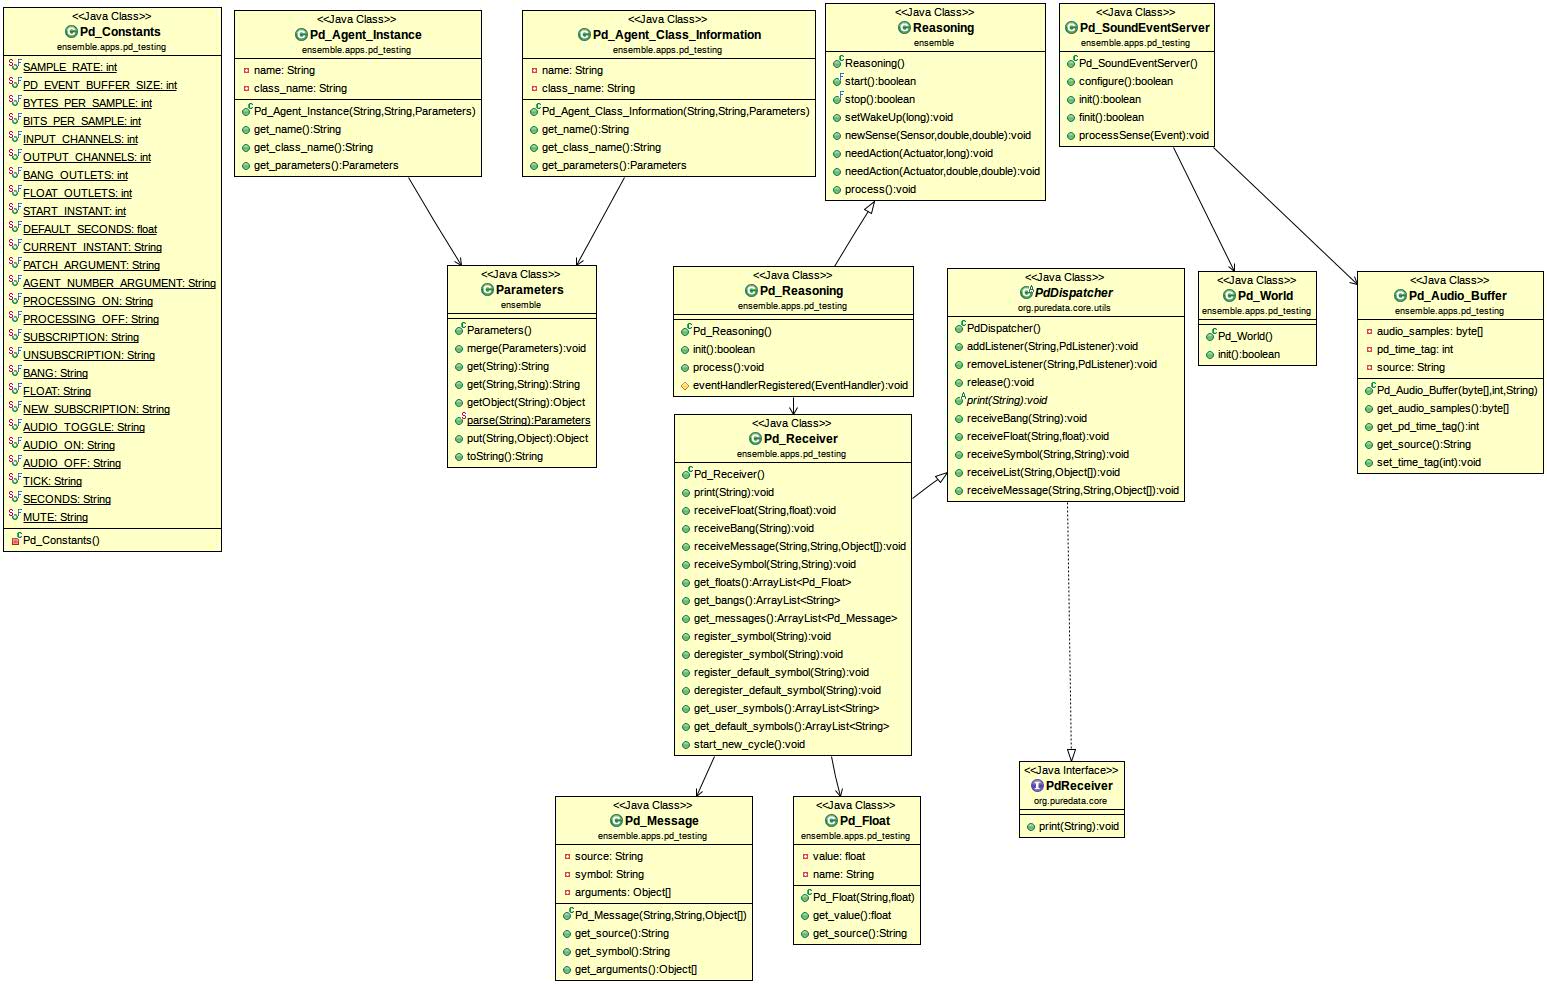 <<Java Class>>
Pd_Constants
ensemble.apps.pd_testing
SAMPLE_RATE: int
PD_EVENT_BUFFER_SIZE: int
BYTES_PER_SAMPLE: int
BITS_PER_SAMPLE: int
INPUT_CHANNELS: int
OUTPUT_CHANNELS: int
BANG_OUTLETS: int
FLOAT_OUTLETS: int
START_INSTANT: int
DEFAULT_SECONDS: float
CURRENT_INSTANT: String
PATCH_ARGUMENT: String
AGENT_NUMBER_ARGUMENT: String
PROCESSING_ON: String
PROCESSING_OFF: String
SUBSCRIPTION: String
UNSUBSCRIPTION: String
BANG: String
FLOAT: String
NEW_SUBSCRIPTION: String
AUDIO_TOGGLE: String
AUDIO_ON: String
AUDIO_OFF: String
TICK: String
SECONDS: String
MUTE: String
Pd_Constants()
<<Java Class>>
Pd_Agent_Instance
ensemble.apps.pd_testing
name: String
class_name: String
Pd_Agent_Instance(String,String,Parameters)
get_name():String
get_class_name():String
get_parameters():Parameters
<<Java Class>>
Pd_Agent_Class_Information
ensemble.apps.pd_testing
name: String
class_name: String
Pd_Agent_Class_Information(String,String,Parameters)
get_name():String
get_class_name():String
get_parameters():Parameters
<<Java Class>>
Reasoning
ensemble
Reasoning()
start():boolean
stop():boolean
setWakeUp(long):void
newSense(Sensor,double,double):void
needAction(Actuator,long):void
needAction(Actuator,double,double):void
process():void
<<Java Class>>
Pd_SoundEventServer
ensemble.apps.pd_testing
Pd_SoundEventServer()
configure():boolean
init():boolean
finit():boolean
processSense(Event):void
<<Java Class>>
Parameters
ensemble
Parameters()
merge(Parameters):void
get(String):String
get(String,String):String
getObject(String):Object
parse(String):Parameters
put(String,Object):Object
toString():String
<<Java Class>>
Pd_Reasoning
ensemble.apps.pd_testing
Pd_Reasoning()
init():boolean
process():void
eventHandlerRegistered(EventHandler):void
<<Java Class>>
PdDispatcher
org.puredata.core.utils
PdDispatcher()
addListener(String,PdListener):void
removeListener(String,PdListener):void
release():void
print(String):void
receiveBang(String):void
receiveFloat(String,float):void
receiveSymbol(String,String):void
receiveList(String,Object[]):void
receiveMessage(String,String,Object[]):void
<<Java Class>>
Pd_World
ensemble.apps.pd_testing
Pd_World()
init():boolean
<<Java Class>>
Pd_Audio_Buffer
ensemble.apps.pd_testing
audio_samples: byte[]
pd_time_tag: int
source: String
Pd_Audio_Buffer(byte[],int,String)
get_audio_samples():byte[]
get_pd_time_tag():int
get_source():String
set_time_tag(int):void
<<Java Class>>
Pd_Receiver
ensemble.apps.pd_testing
Pd_Receiver()
print(String):void
receiveFloat(String,float):void
receiveBang(String):void
receiveMessage(String,String,Object[]):void
receiveSymbol(String,String):void
get_floats():ArrayList<Pd_Float>
get_bangs():ArrayList<String>
get_messages():ArrayList<Pd_Message>
register_symbol(String):void
deregister_symbol(String):void
register_default_symbol(String):void
deregister_default_symbol(String):void
get_user_symbols():ArrayList<String>
get_default_symbols():ArrayList<String>
start_new_cycle():void
<<Java Interface>>
PdReceiver
org.puredata.core
print(String):void
<<Java Class>>
Pd_Message
ensemble.apps.pd_testing
source: String
symbol: String
arguments: Object[]
Pd_Message(String,String,Object[])
get_source():String
get_symbol():String
get_arguments():Object[]
<<Java Class>>
Pd_Float
ensemble.apps.pd_testing
value: float
name: String
Pd_Float(String,float)
get_value():float
get_source():String